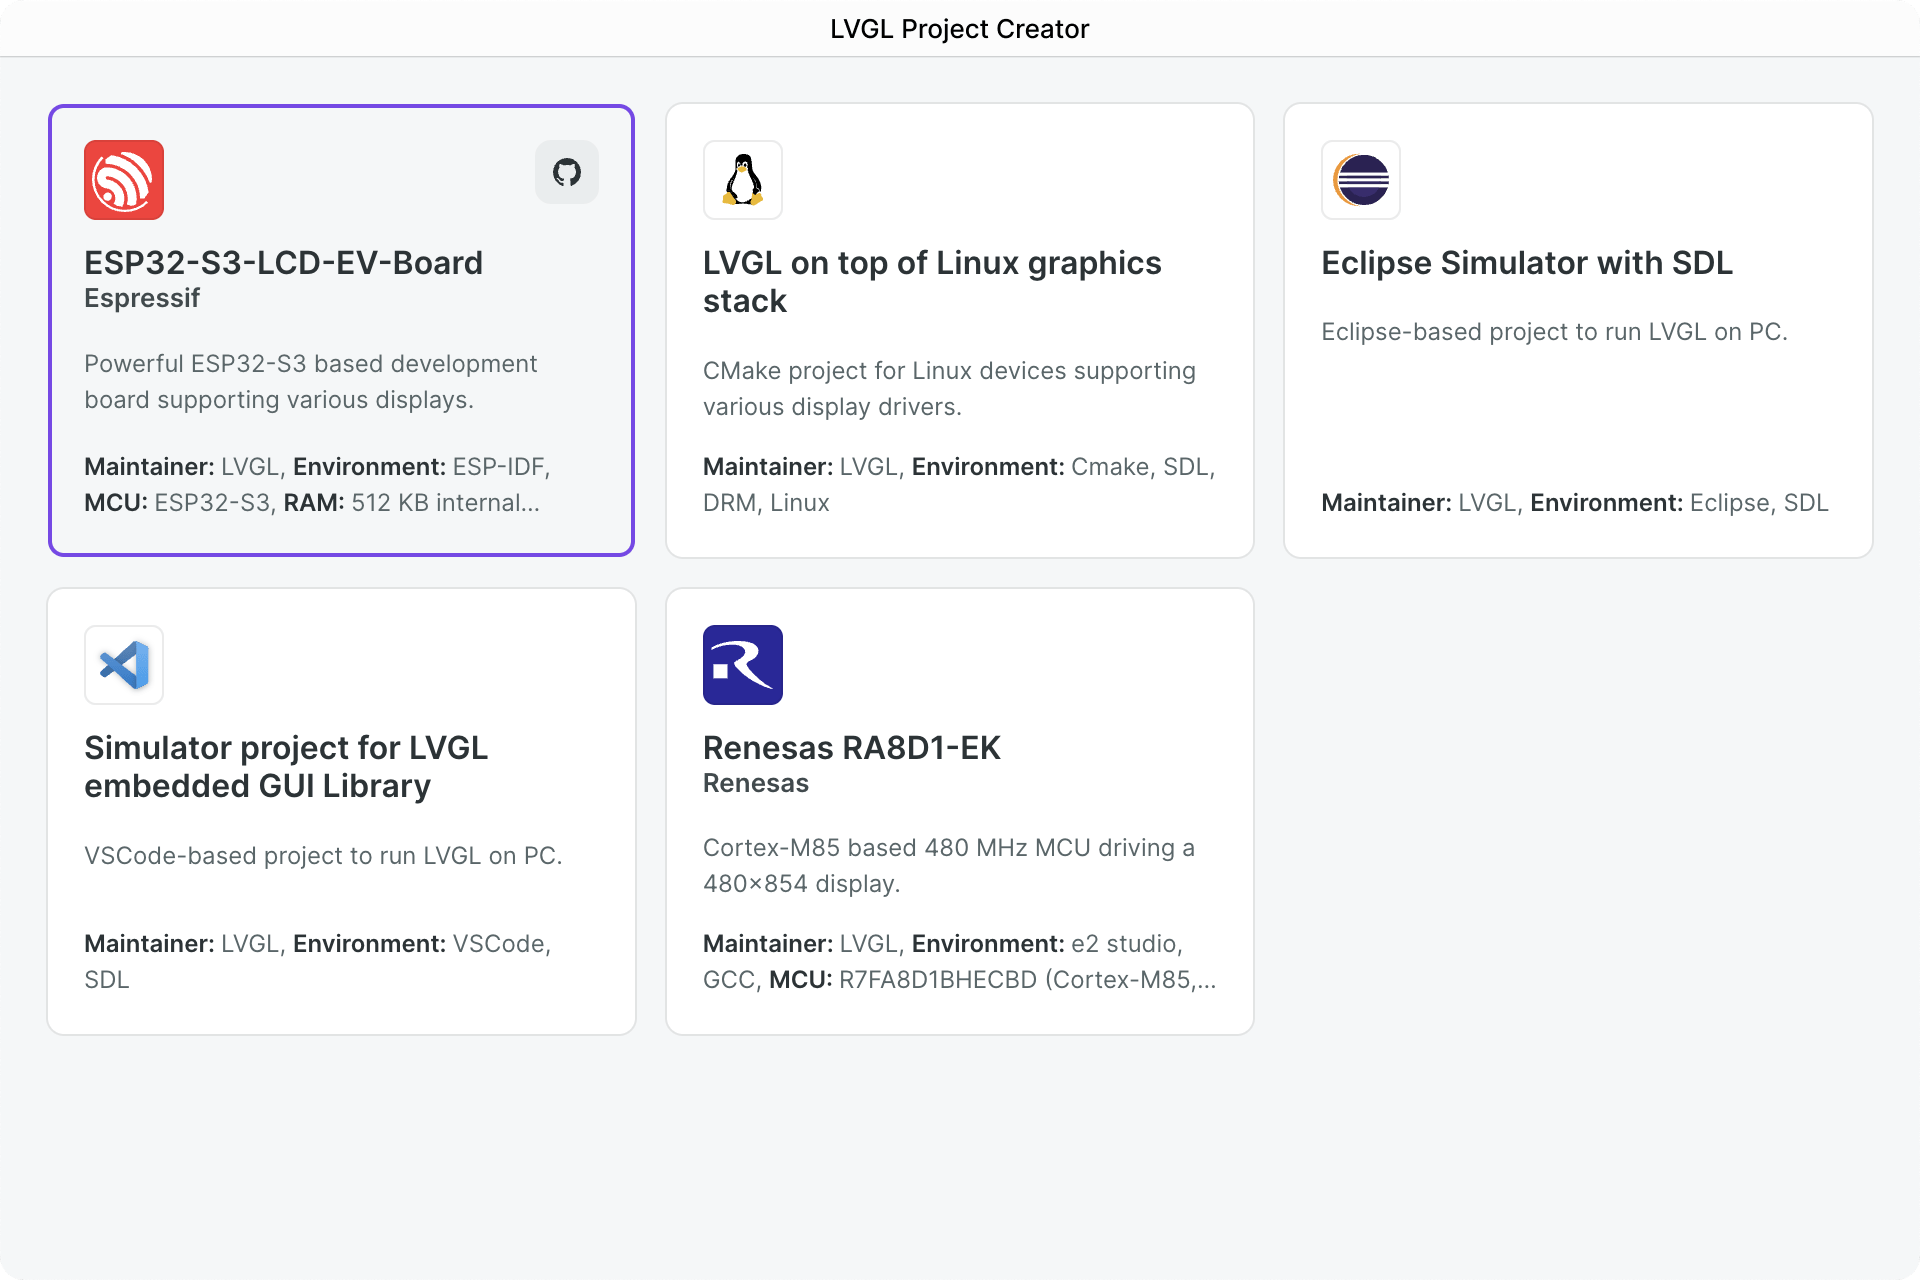 LVGL Project Creator
ESP32-S3-LCD-EV-Board
Espressif
Powerful ESP32-S3 based development
board supporting various displays.
Maintainer: LVGL, Environment: ESP-IDF,
MCU: ESP32-S3, RAM: 512 KB internal...
LVGL on top of Linux graphics
stack
CMake project for Linux devices supporting
various display drivers.
Maintainer: LVGL, Environment: Cmake, SDL,
DRM, Linux
Eclipse Simulator with SDL
Eclipse-based project to run LVGL on PC.
Maintainer: LVGL, Environment: Eclipse, SDL
Simulator project for LVGL
embedded GUI Library
VSCode-based project to run LVGL on PC.
Maintainer: LVGL, Environment: VSCode,
SDL
Renesas RA8D1-EK
Renesas
Cortex-M85 based 480 MHz MCU driving a
480×854 display.
Maintainer: LVGL, Environment: e2 studio,
GCC, MCU: R7FA8D1BHECBD (Cortex-M85,...